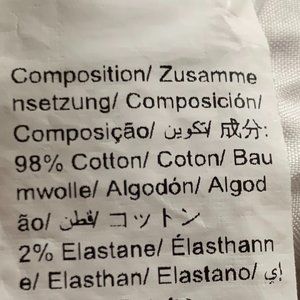 Composition/ Zusamme
nsetzung/ Composición/
Composição/ تكوين/ 成分:
98% Cotton/ Coton/ Bau
mwolle/ Algodón/ Algod
ão/ قطن/ コットン
2% Elastane/ Élasthann
e/ Elasthan/ Elastano/